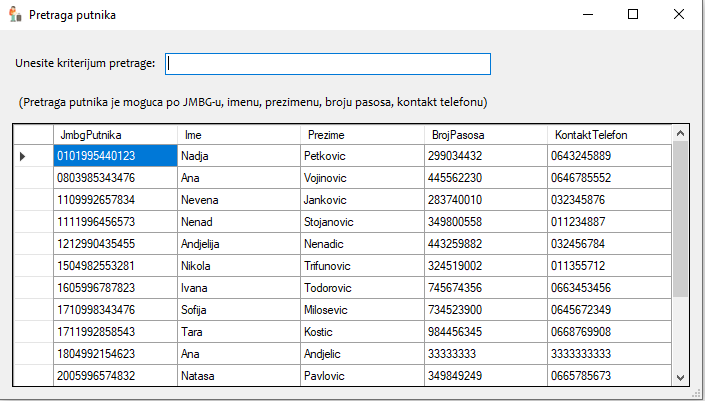 Pretraga putnika
Unesite kriterijum pretrage:
(Pretraga putnika je moguca po JMBG-u, imenu, prezimenu, broju pasosa, kontakt telefonu)
JmbgPutnika Ime Prezime BrojPasosa KontaktTelefon
0101995440123 Nadja Petkovic 299034432 0643245889
0803985343476 Ana Vojinovic 445562230 0646785552
1109992657834 Nevena Jankovic 283740010 032345876
1111996456573 Nenad Stojanovic 349800558 011234887
1212990435455 Andjelija Nenadic 443259882 032456784
1504982553281 Nikola Trifunovic 324519002 011355712
1605996787823 Ivana Todorovic 745674356 0663453456
1710998343476 Sofija Milosevic 734523900 0645672349
1711992858543 Tara Kostic 984456345 0668769908
1804992154623 Ana Andjelic 33333333 3333333333
2005996574832 Natasa Pavlovic 349849249 0665785673